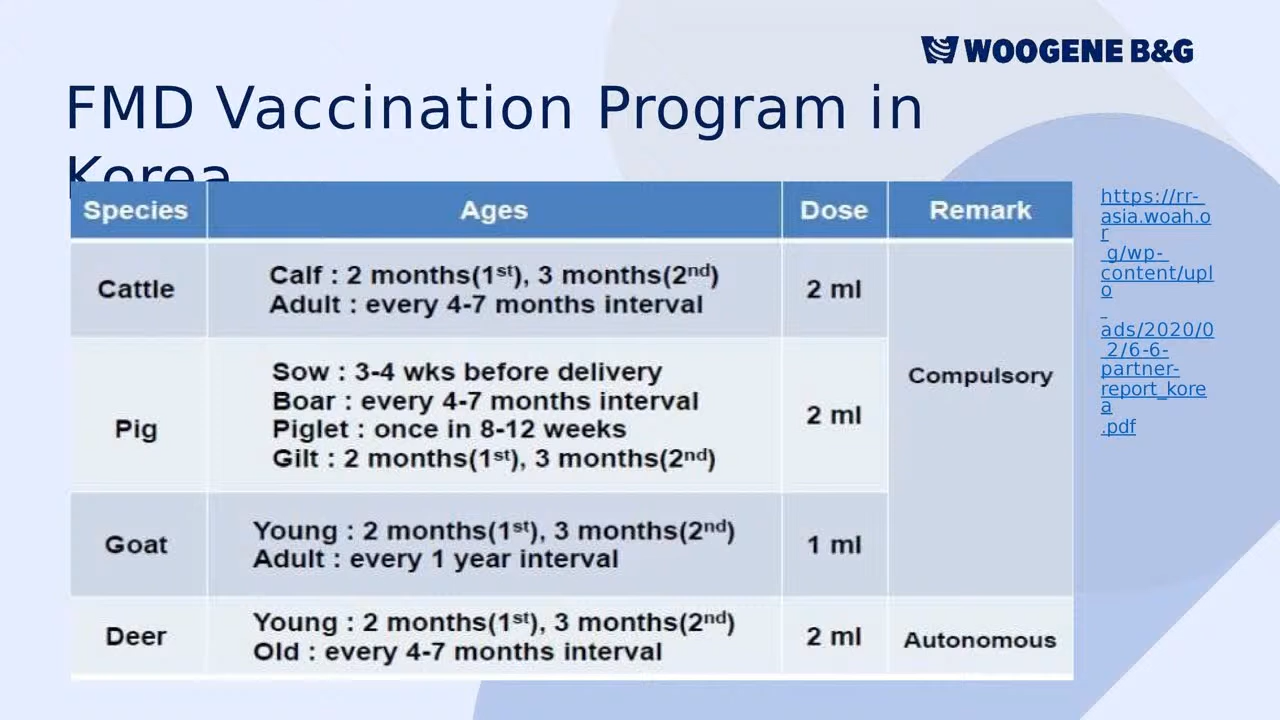 WOOGENE B&G
FMD Vaccination Program in
Korea
Species Ages Dose Remark
Cattle
Calf : 2 months(1st), 3 months(2nd)
Adult : every 4-7 months interval
2 ml
Pig
Sow : 3-4 wks before delivery
Boar : every 4-7 months interval
Piglet : once in 8-12 weeks
Gilt : 2 months(1st), 3 months(2nd)
2 ml
Compulsory
Goat
Young : 2 months(1st), 3 months(2nd)
Adult : every 1 year interval
1 ml
Deer
Young : 2 months(1st), 3 months(2nd)
Old : every 4-7 months interval
2 ml
Autonomous
https://rr-
asia.woah.o
r
g/wp-
content/upl
o
_
ads/2020/0
2/6-6-
partner-
report_kore
a
.pdf